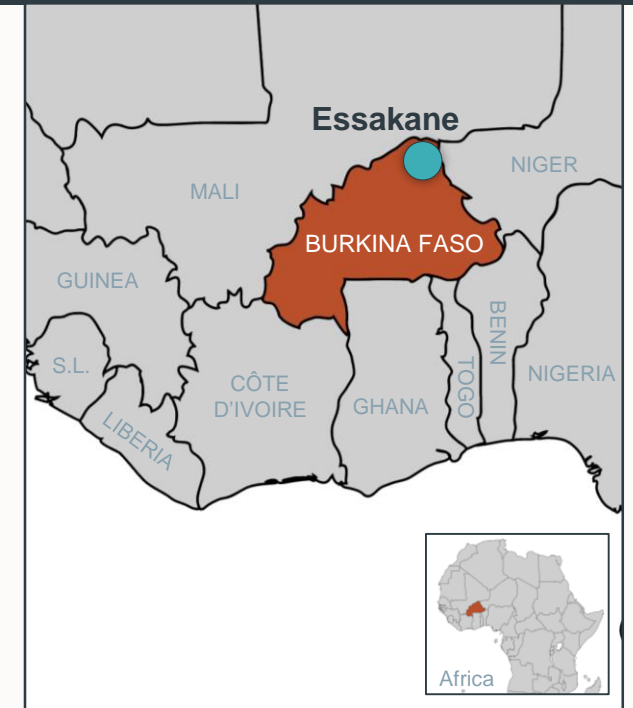 Essakane
NIGER
MALI
BURKINA FASO
GUINEA
BENIN
S.L.
TOGO
NIGERIA
CÔTE
D'IVOIRE
GHANA
LIBERIA
Africa